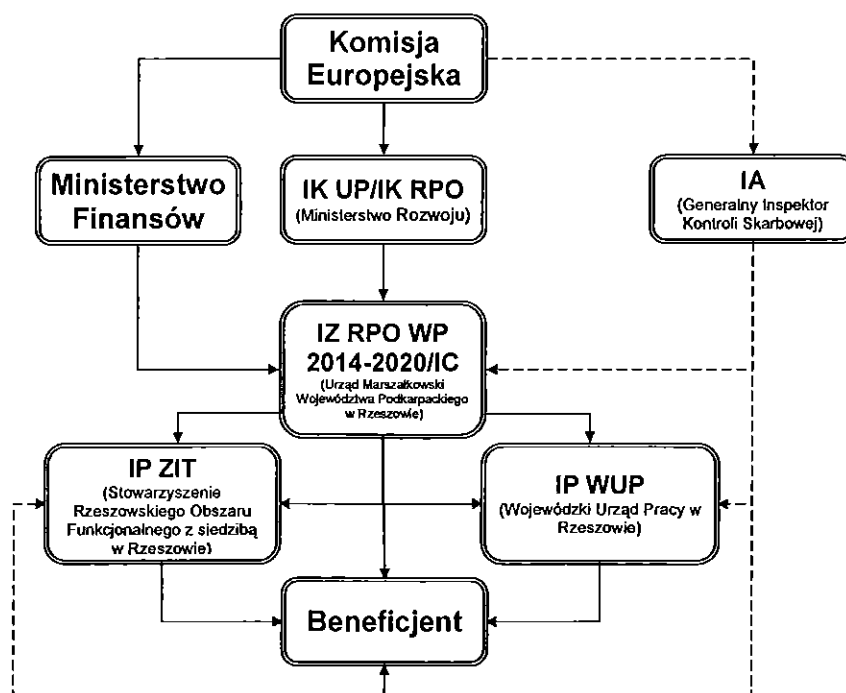 Komisja
Europejska
Ministerstwo
Finansów
IK UP/IK RPO
(Ministerstwo Rozwoju)
IA
(Generalny Inspektor
Kontroli Skarbowej)
IZ RPO WP
2014-2020/IC
(Urząd Marszałkowski
Województwa Podkarpackiego
w Rzeszowie)
IP ZIT
(Stowarzyszenie
Rzeszowskiego Obszaru
Funkcjonalnego z siedzibą
w Rzeszowie)
IP WUP
(Wojewódzki Urząd Pracy w
Rzeszowie)
Beneficjent